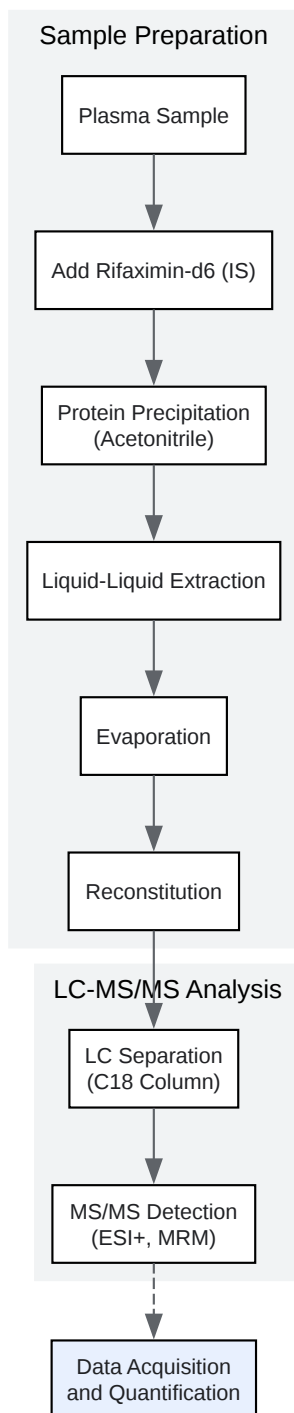 Sample Preparation
Plasma Sample
Add Rifaximin-d6 (IS)
Protein Precipitation
(Acetonitrile)
Liquid-Liquid Extraction
Evaporation
Reconstitution
LC-MS/MS Analysis
LC Separation
(C18 Column)
MS/MS Detection
(ESI+, MRM)
Data Acquisition
and Quantification